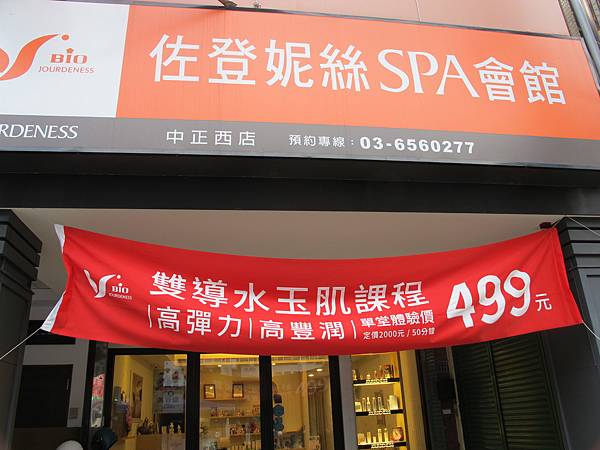 BIO
JOURDENESS
佐登妮絲SPA會館
RDENESS
中正西店 預約專線：03-6560277
BIO
JOURDENESS
雙導水玉肌課程
|高彈力|高豐潤|單堂體驗價
定價2000元 / 50分鐘
499元